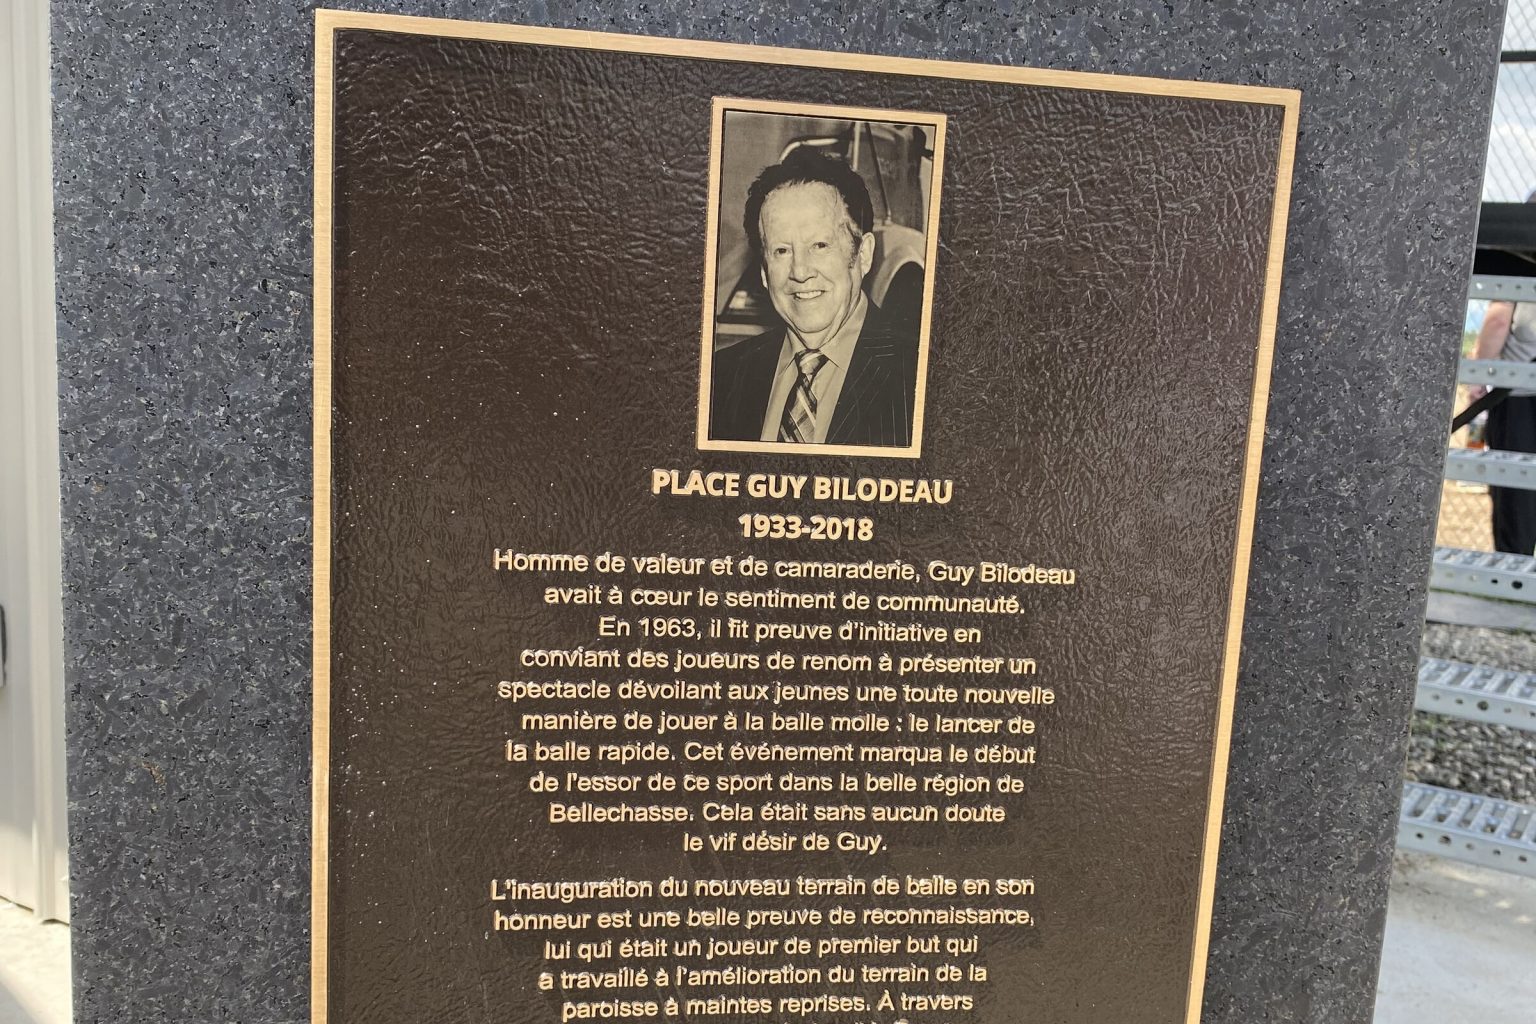 PLACE GUY BILODEAU
1933-2018
Homme de valeur et de camaraderie, Guy Bilodeau
avait à cœur le sentiment de communauté.
En 1963, il fit preuve d'initiative en
conviant des joueurs de renom à présenter un
spectacle dévoilant aux jeunes une toute nouvelle
manière de jouer à la balle molle : le lancer de
la balle rapide. Cet événement marqua le début
de l'essor de ce sport dans la belle région de
Bellechasse. Cela était sans aucun doute
le vif désir de Guy.
L'inauguration du nouveau terrain de balle en son
honneur est une belle preuve de reconnaissance,
lui qui était un joueur de premier but qui
a travaillé à l'amélioration du terrain de la
paroisse à maintes reprises. À travers